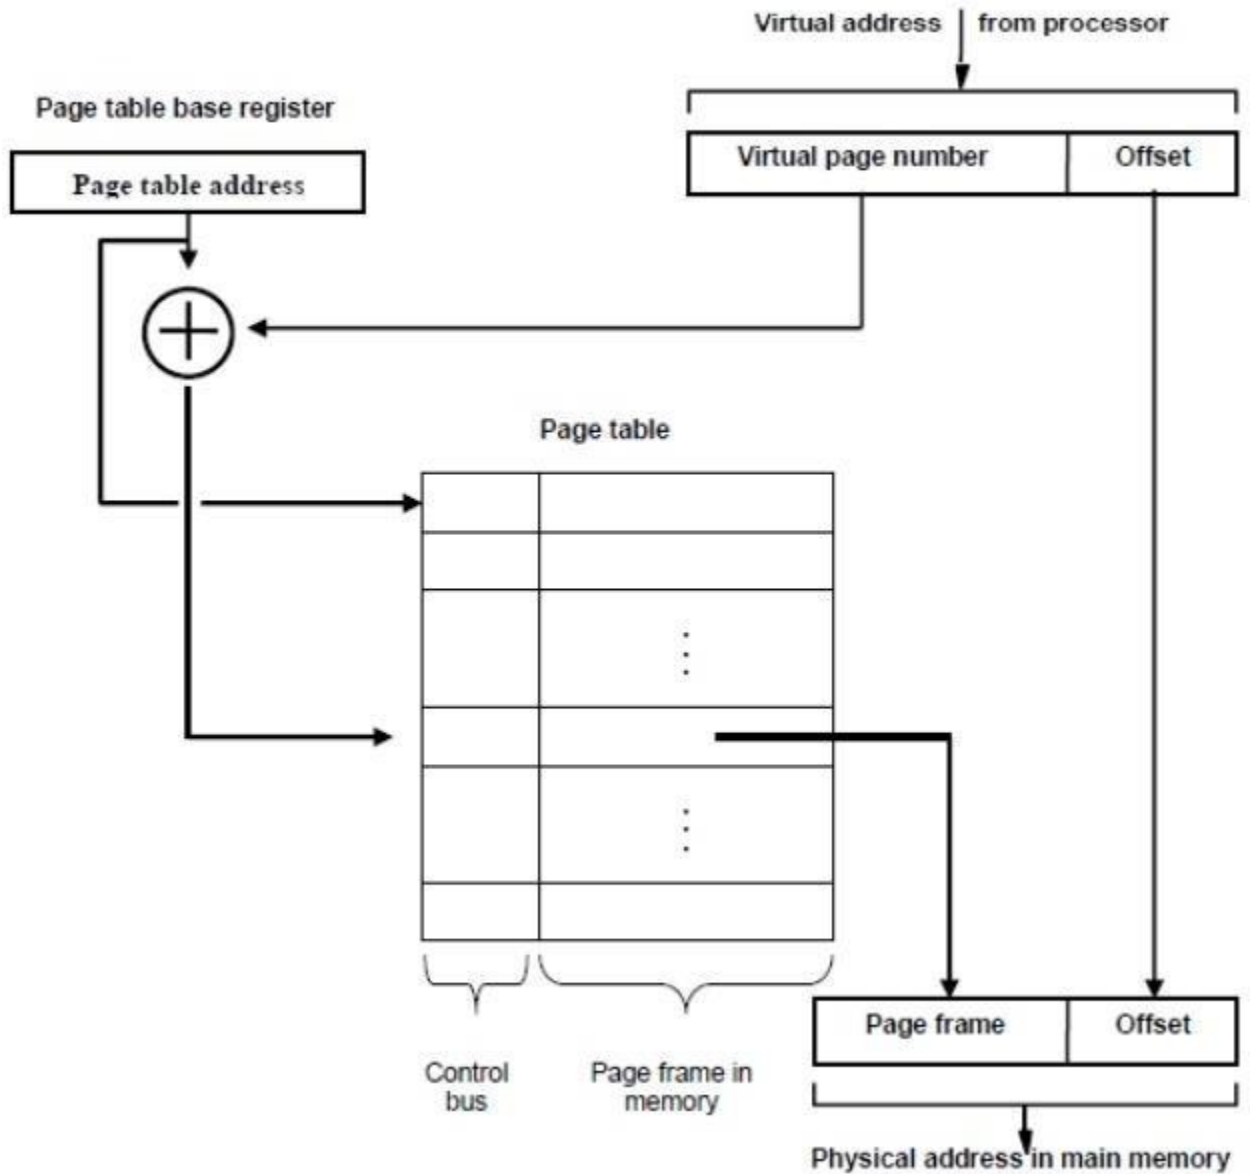 Virtual address from processor
Page table base register
Page table address
Virtual page number Offset
Page table
Page frame Offset
Control
bus
Page frame in
memory
Physical address in main memory